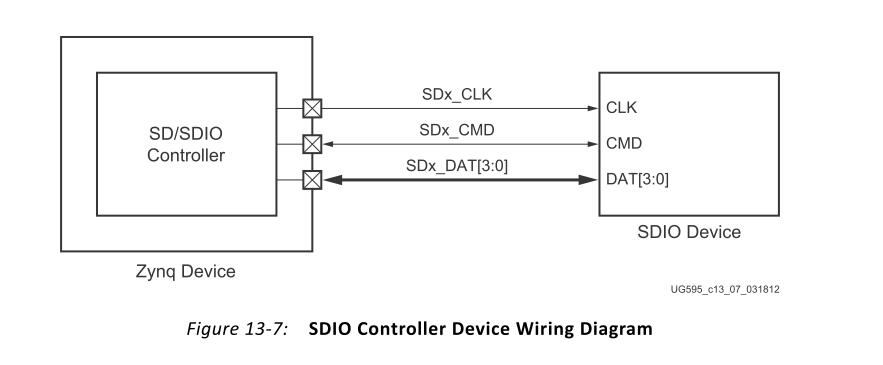 SDx_CLK
CLK
SD/SDIO
Controller
SDx_CMD
CMD
SDx_DAT[3:0]
DAT[3:0]
SDIO Device
Zynq Device
UG595_c13_07_031812
Figure 13-7: SDIO Controller Device Wiring Diagram